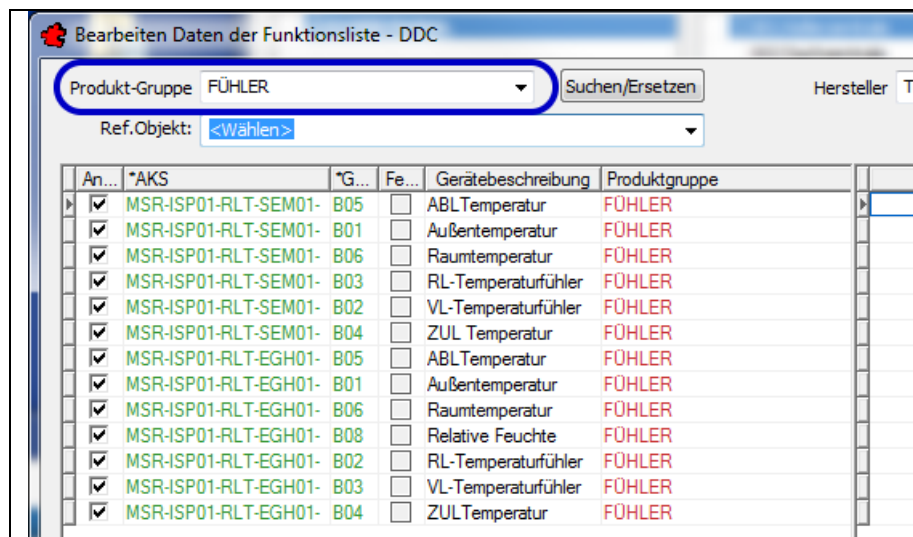 Bearbeiten Daten der Funktionsliste - DDC
Produkt-Gruppe FÜHLER Suchen/Ersetzen Hersteller T
Ref.Objekt: <Wählen>
An... *AKS *G... Fe... Gerätebeschreibung Produktgruppe
MSR-ISP01-RLT-SEM01- B05 ABLTemperatur FÜHLER
MSR-ISP01-RLT-SEM01- B01 Außentemperatur FÜHLER
MSR-ISP01-RLT-SEM01- B06 Raumtemperatur FÜHLER
MSR-ISP01-RLT-SEM01- B03 RL-Temperaturfühler FÜHLER
MSR-ISP01-RLT-SEM01- B02 VL-Temperaturfühler FÜHLER
MSR-ISP01-RLT-SEM01- B04 ZUL Temperatur FÜHLER
MSR-ISP01-RLT-EGH01- B05 ABLTemperatur FÜHLER
MSR-ISP01-RLT-EGH01- B01 Außentemperatur FÜHLER
MSR-ISP01-RLT-EGH01- B06 Raumtemperatur FÜHLER
MSR-ISP01-RLT-EGH01- B08 Relative Feuchte FÜHLER
MSR-ISP01-RLT-EGH01- B02 RL-Temperaturfühler FÜHLER
MSR-ISP01-RLT-EGH01- B03 VL-Temperaturfühler FÜHLER
MSR-ISP01-RLT-EGH01- B04 ZULTemperatur FÜHLER